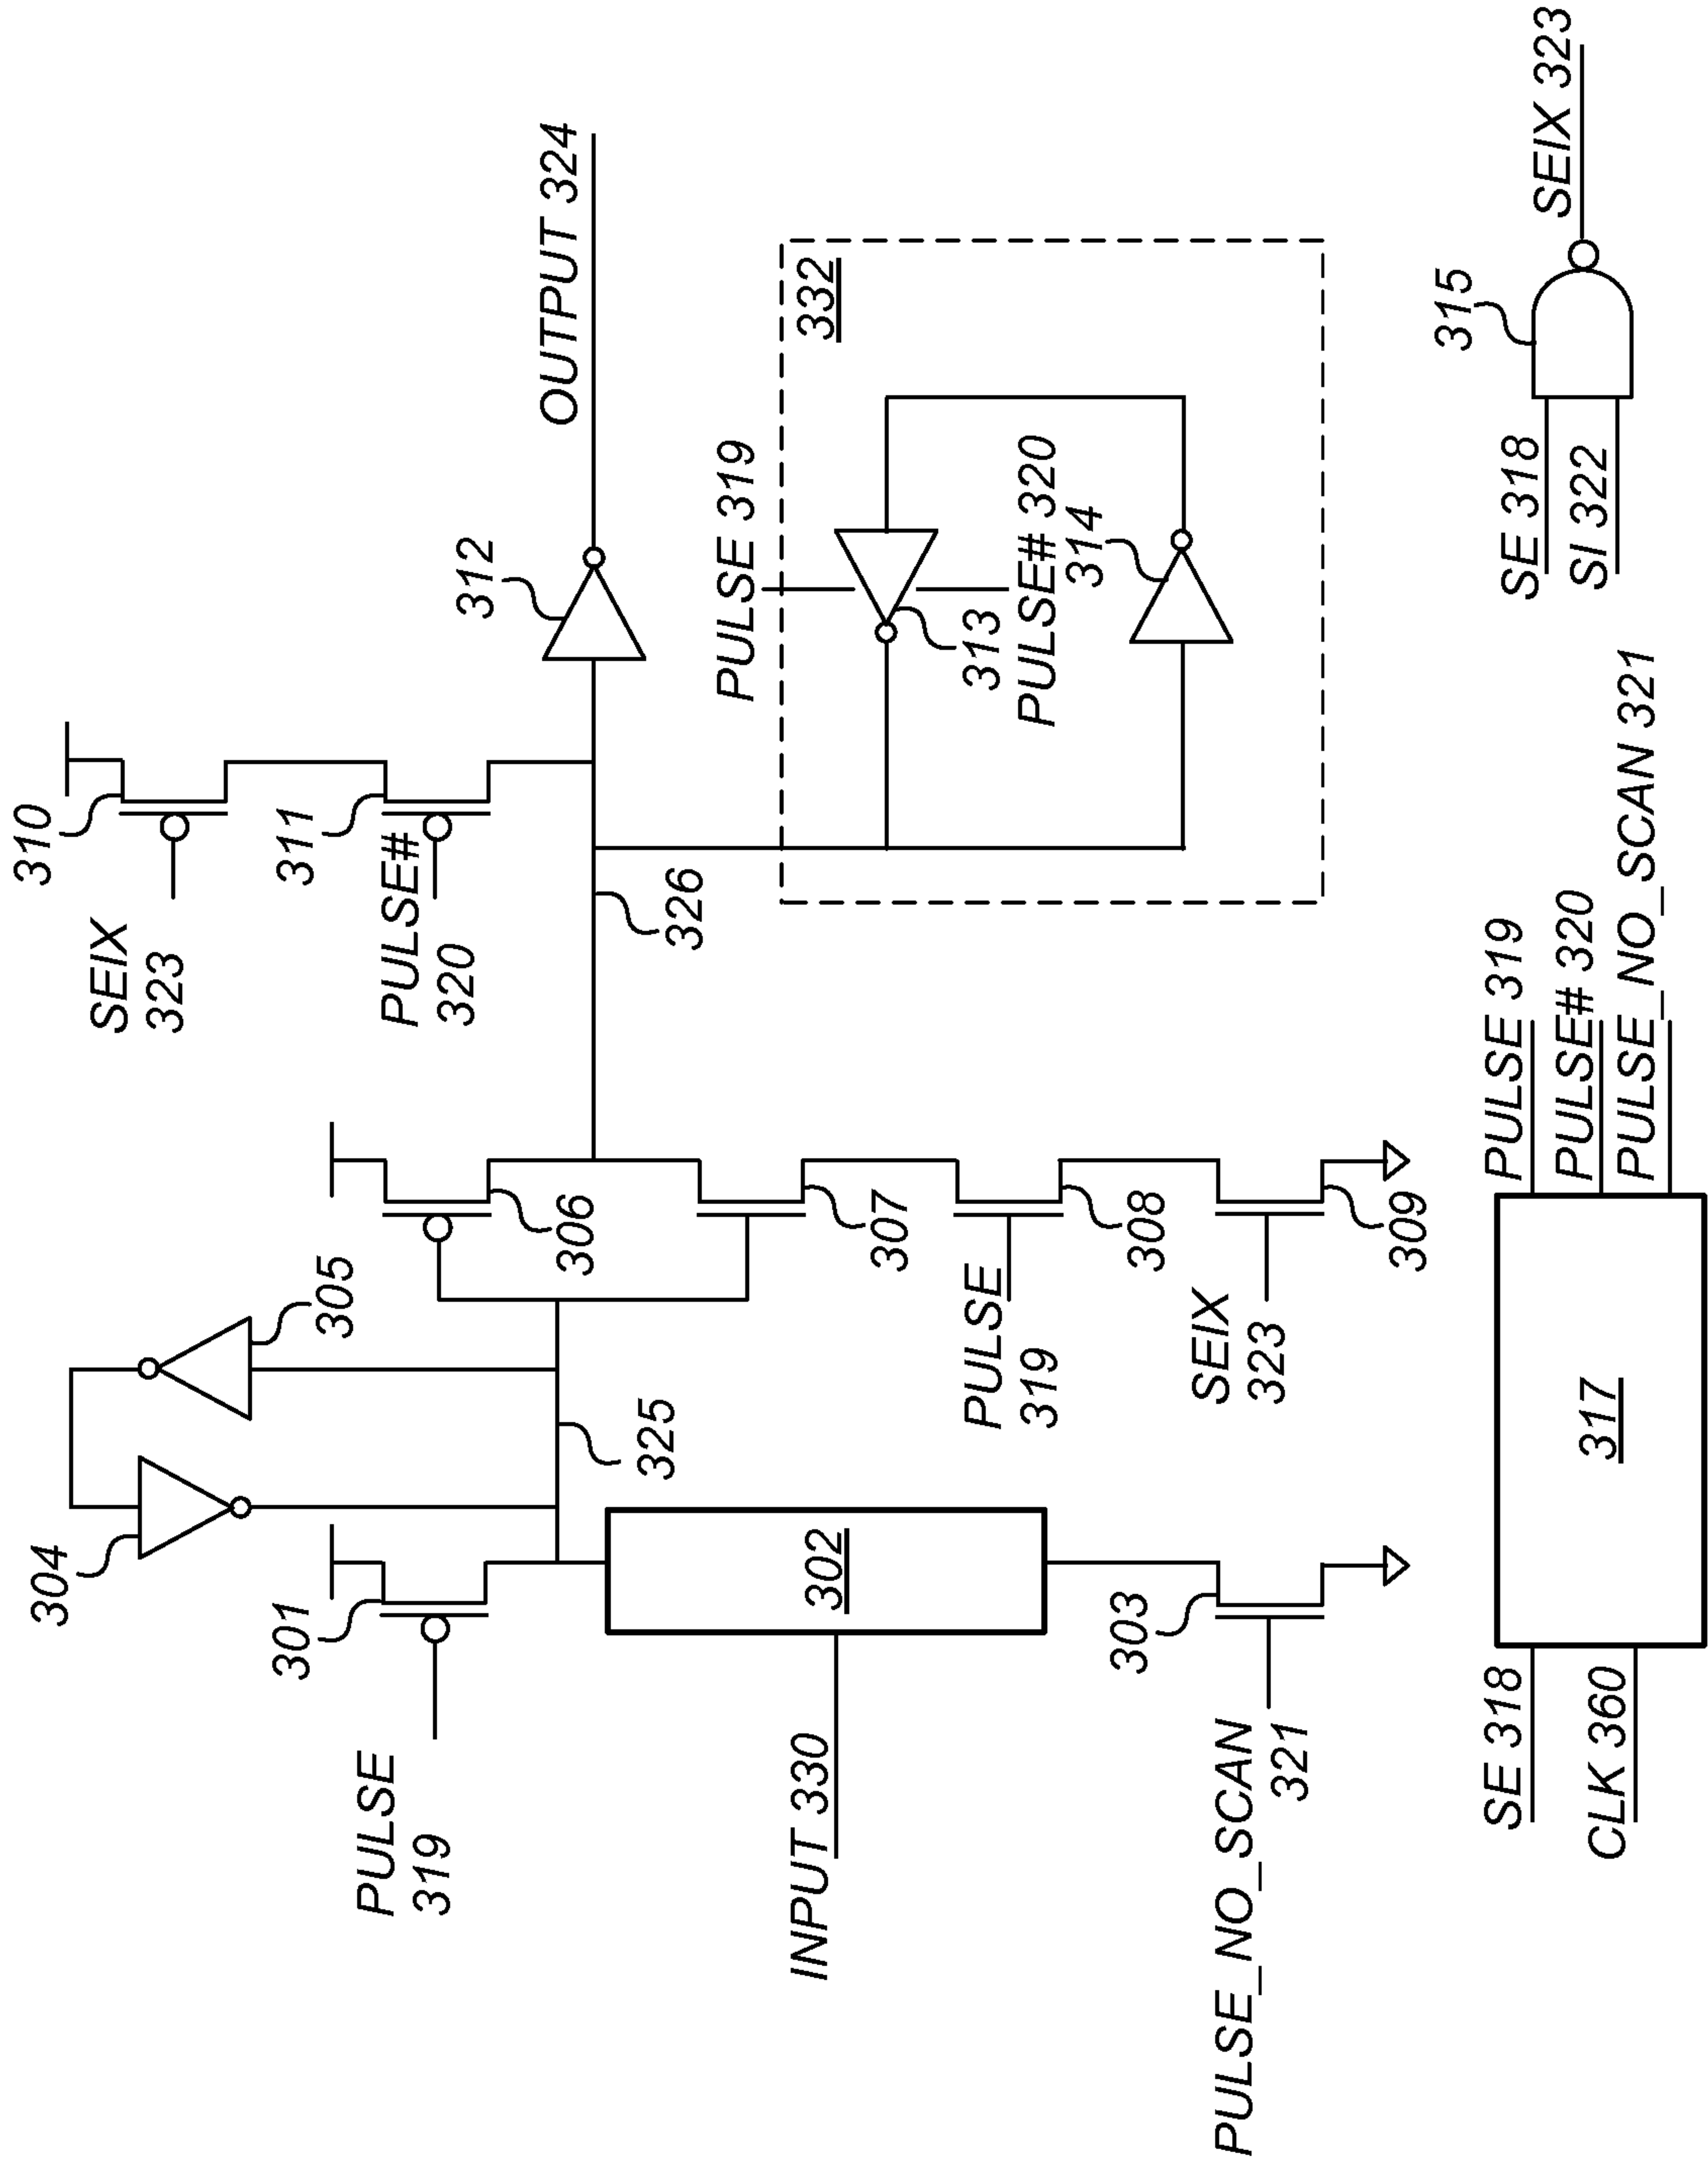 310
SEIX
323
311
PULSE#
320
312
OUTPUT 324
304
305
301
PULSE
319
306
325
326
307
PULSE 319
332
313
PULSE# 320
314
INPUT 330
302
PULSE
319
308
303
SEIX
323
309
PULSE_NO_SCAN
321
SE 318
CLK 360
317
PULSE 319
PULSE# 320
PULSE_NO_SCAN 321
SE 318
SI 322
315
SEIX 323